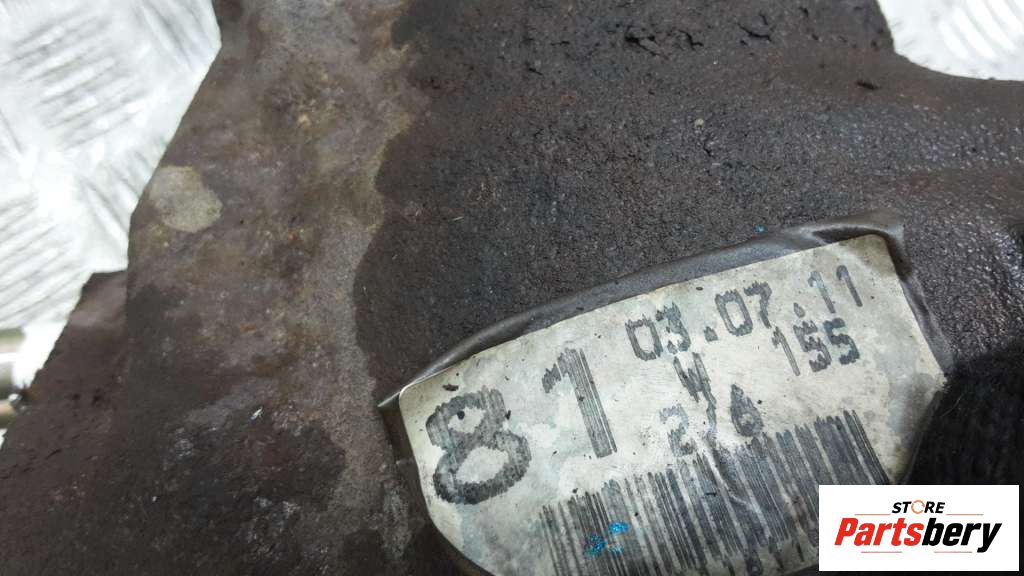 03.07.11
81 W 155
2/6
STORE
Partsbery